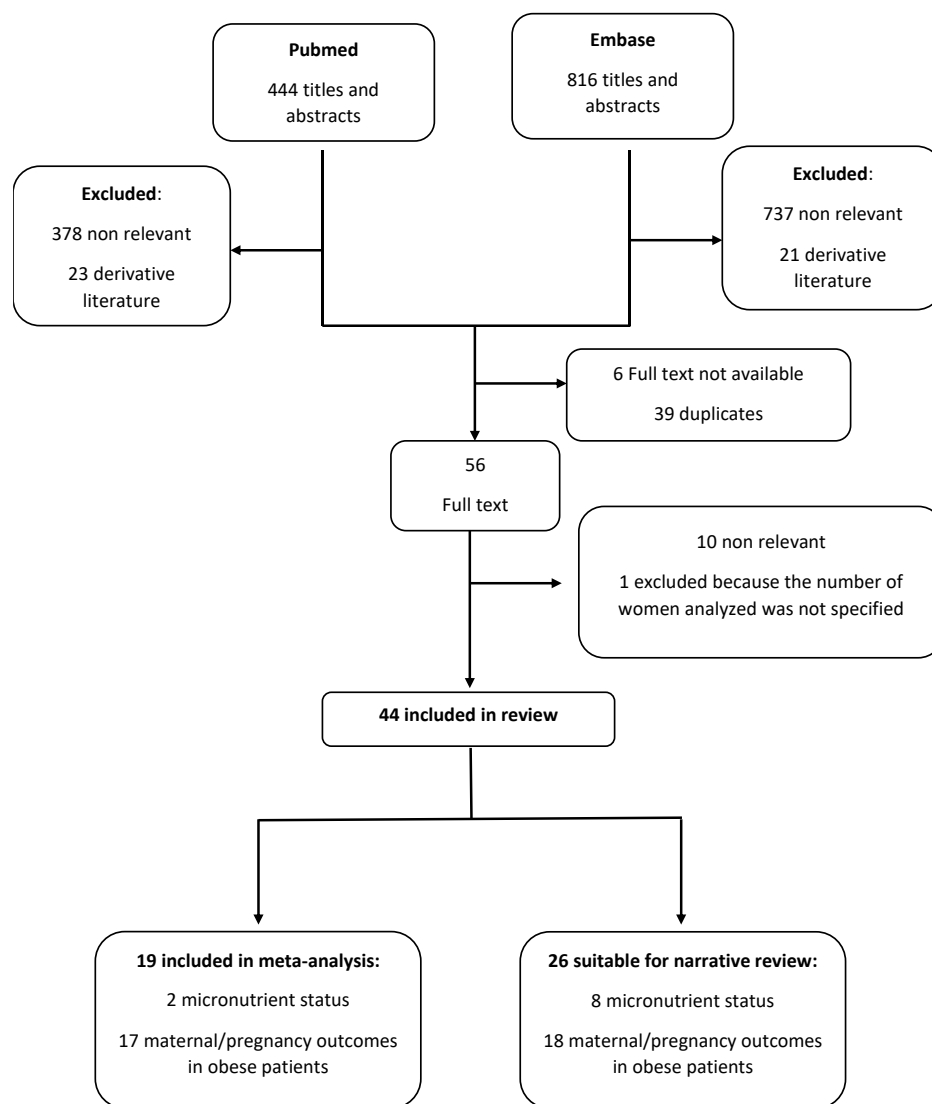 Pubmed
444 titles and
abstracts
Embase
816 titles and
abstracts
Excluded:
378 non relevant
23 derivative
literature
Excluded:
737 non relevant
21 derivative
literature
6 Full text not available
39 duplicates
56
Full text
10 non relevant
1 excluded because the number of
women analyzed was not specified
44 included in review
19 included in meta-analysis:
2 micronutrient status
17 maternal/pregnancy outcomes
in obese patients
26 suitable for narrative review:
8 micronutrient status
18 maternal/pregnancy outcomes
in obese patients